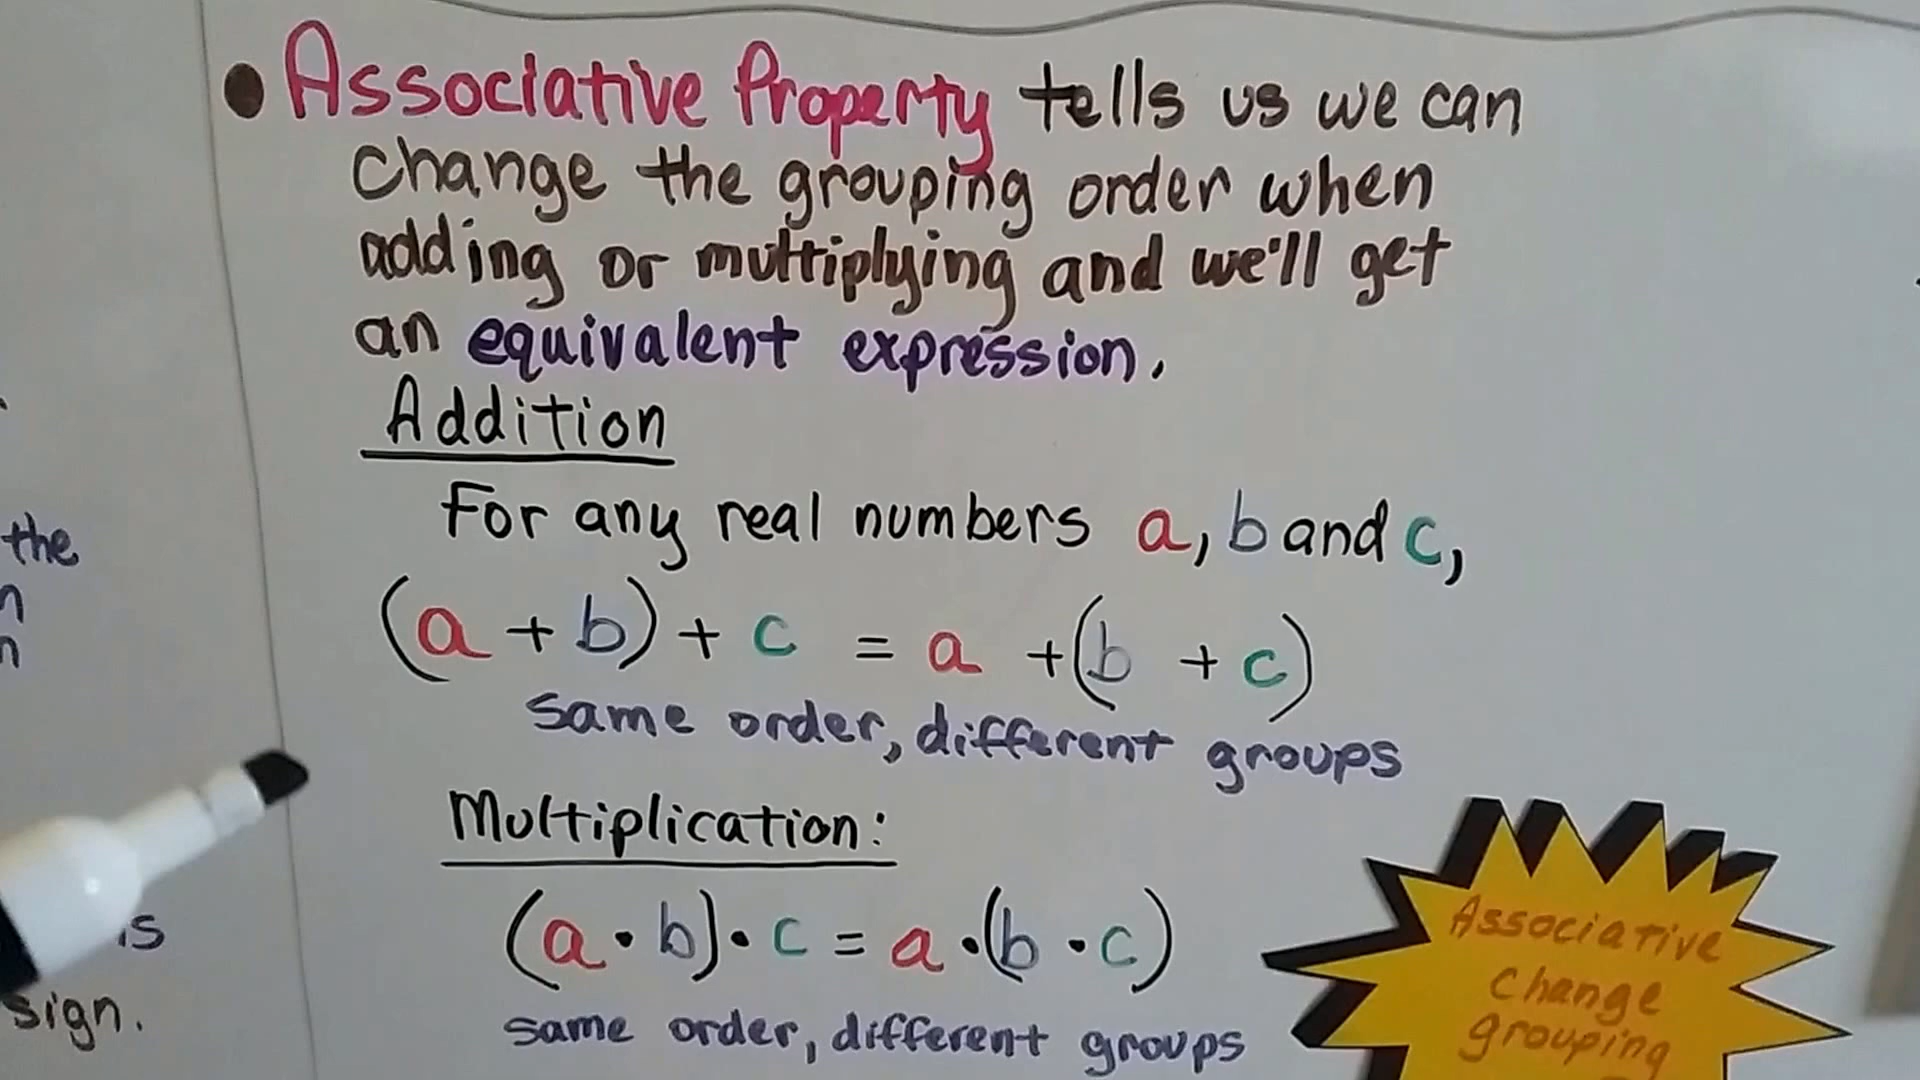 • Associative Property tells us we can
change the grouping order when
adding or multiplying and we'll get
an equivalent expression.
Addition
For any real numbers a, b and c,
(a + b) + c = a + (b + c)
same order, different groups
Multiplication:
(a · b) · c = a · (b · c)
same order, different groups
Associative
change
grouping
the
is
sign.